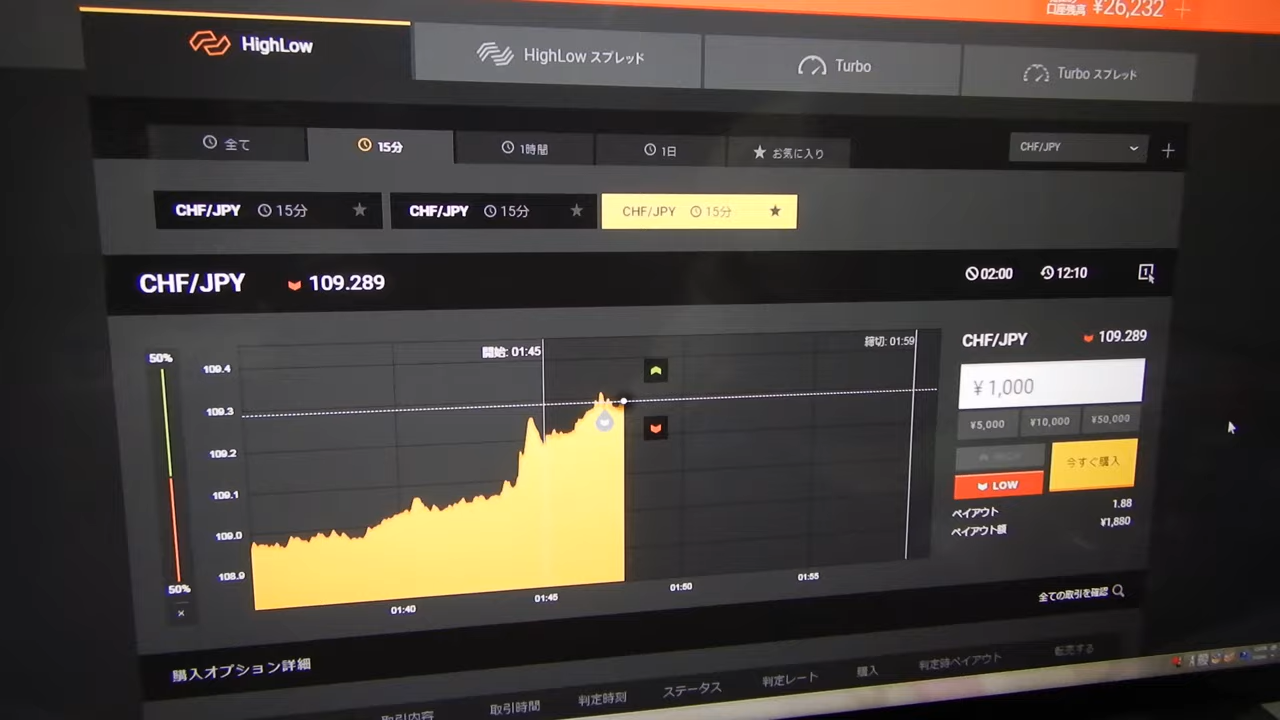 口座残高 ¥26,232
HighLow
HighLow スプレッド
Turbo
Turbo スプレッド
全て
15分
1時間
1日
お気に入り
CHF/JPY
CHF/JPY 15分
CHF/JPY 15分
CHF/JPY 15分
CHF/JPY 109.289
02:00
12:10
1
50%
109.4
109.3
109.2
109.1
109.0
108.9
50%
×
開始: 01:45
締切: 01:59
01:40
01:45
01:50
01:55
CHF/JPY 109.289
¥ 1,000
¥5,000
¥10,000
¥50,000
HIGH
LOW
今すぐ購入
ペイアウト 1.88
ペイアウト額 ¥1,880
全ての取引を確認
購入オプション詳細
取引内容
取引時間
判定時刻
ステータス
判定レート
購入
判定時ペイアウト
転売する